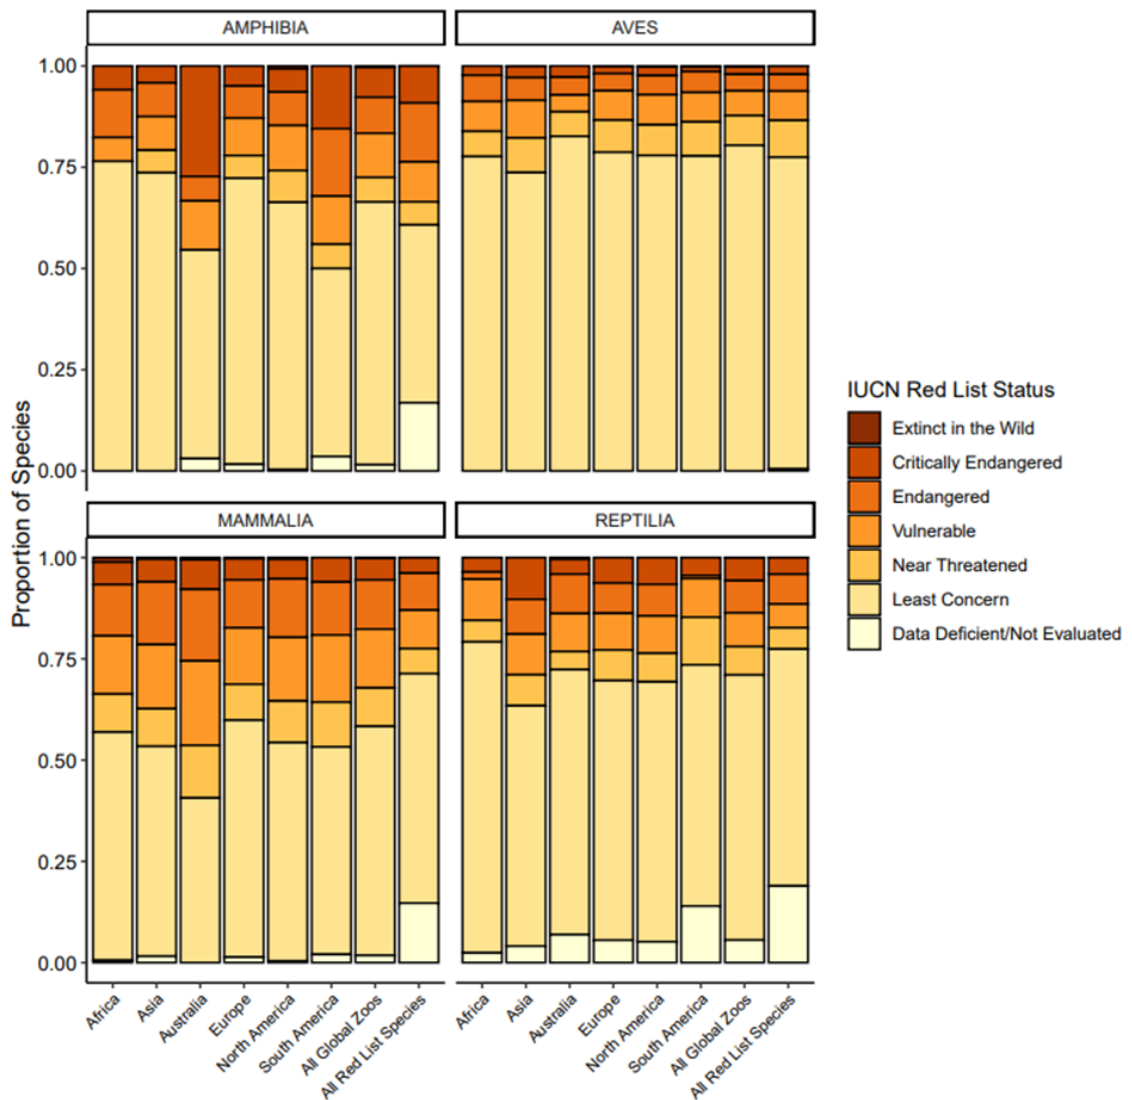 AMPHIBIA
AVES
1.00
0.75
0.50
0.25
0.00
Proportion of Species
MAMMALIA
REPTILIA
1.00
0.75
0.50
0.25
0.00
Africa
Asia
Australia
Europe
North America
South America
All Global Zoos
All Red List Species
Africa
Asia
Australia
Europe
North America
South America
All Global Zoos
All Red List Species
IUCN Red List Status
Extinct in the Wild
Critically Endangered
Endangered
Vulnerable
Near Threatened
Least Concern
Data Deficient/Not Evaluated